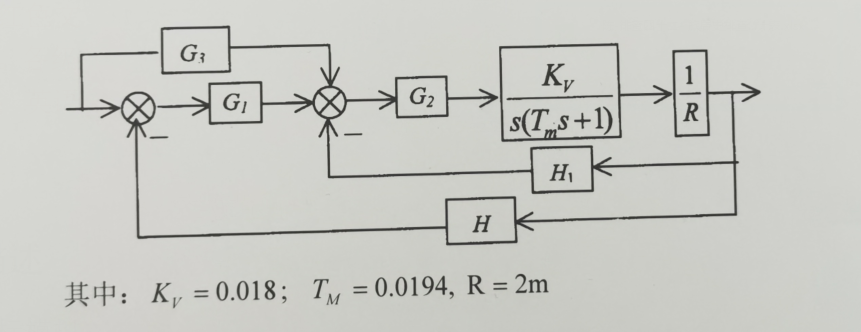 G₃
G₁
G₂
K_V
s(T_m s+1)
1
R
−
−
H₁
H
其中： K_V = 0.018； T_M = 0.0194, R = 2m